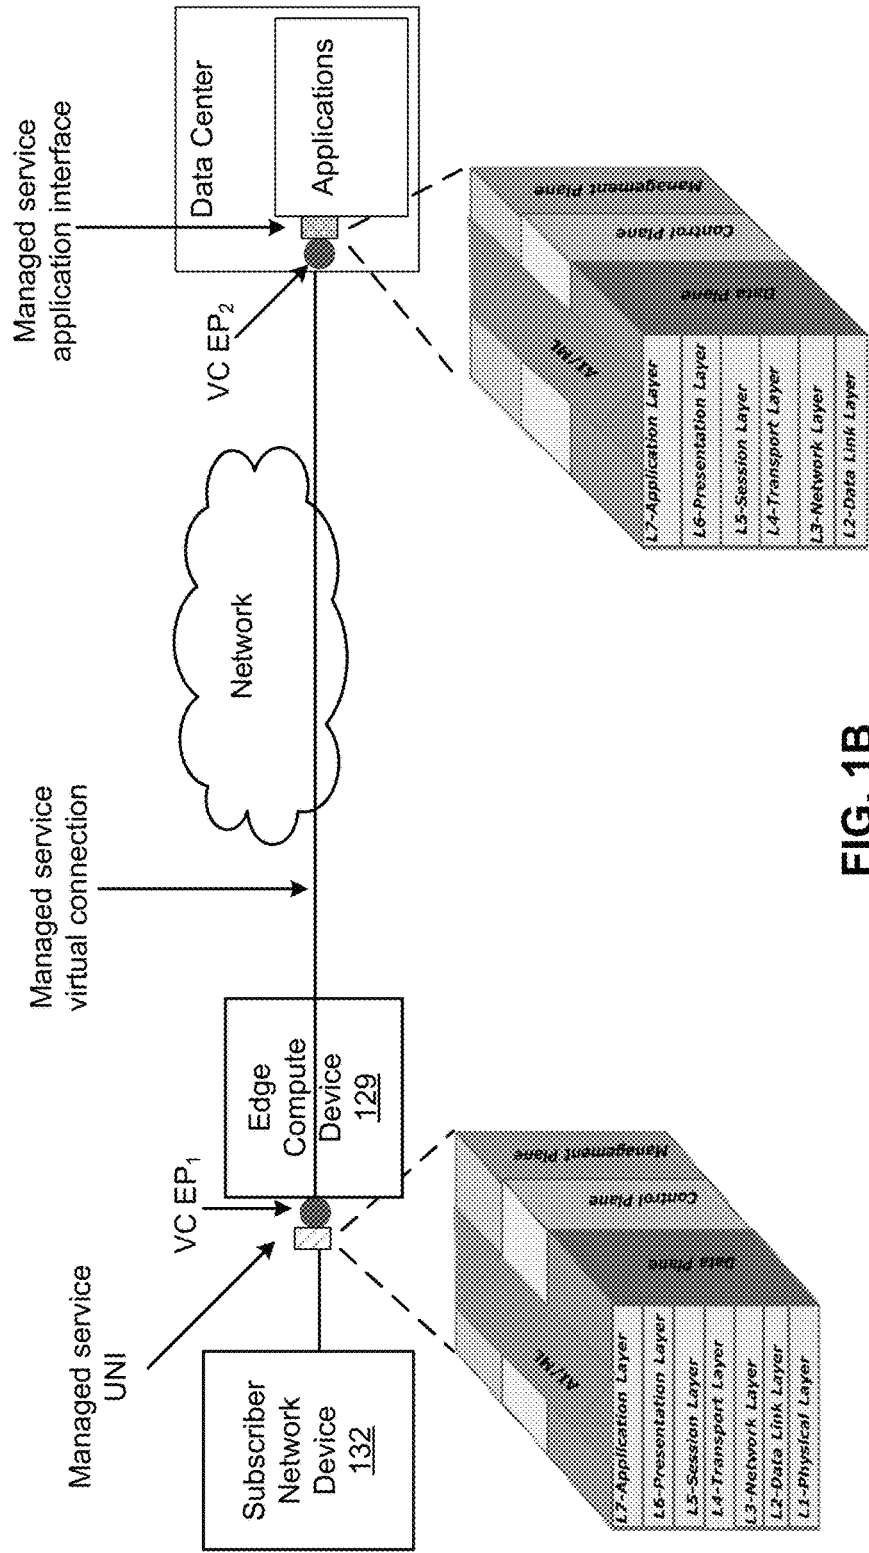 Managed service
UNI
Subscriber
Network
Device
132
VC EP1
Edge
Compute
Device
129
Managed service
virtual connection
Network
VC EP2
Managed service
application interface
Data Center
Applications
AI/ML
Management Plane
Control Plane
Data Plane
L7-Application Layer
L6-Presentation Layer
L5-Session Layer
L4-Transport Layer
L3-Network Layer
L2-Data Link Layer
L1-Physical Layer
AI/ML
Management Plane
Control Plane
Data Plane
L7-Application Layer
L6-Presentation Layer
L5-Session Layer
L4-Transport Layer
L3-Network Layer
L2-Data Link Layer
FIG. 1B